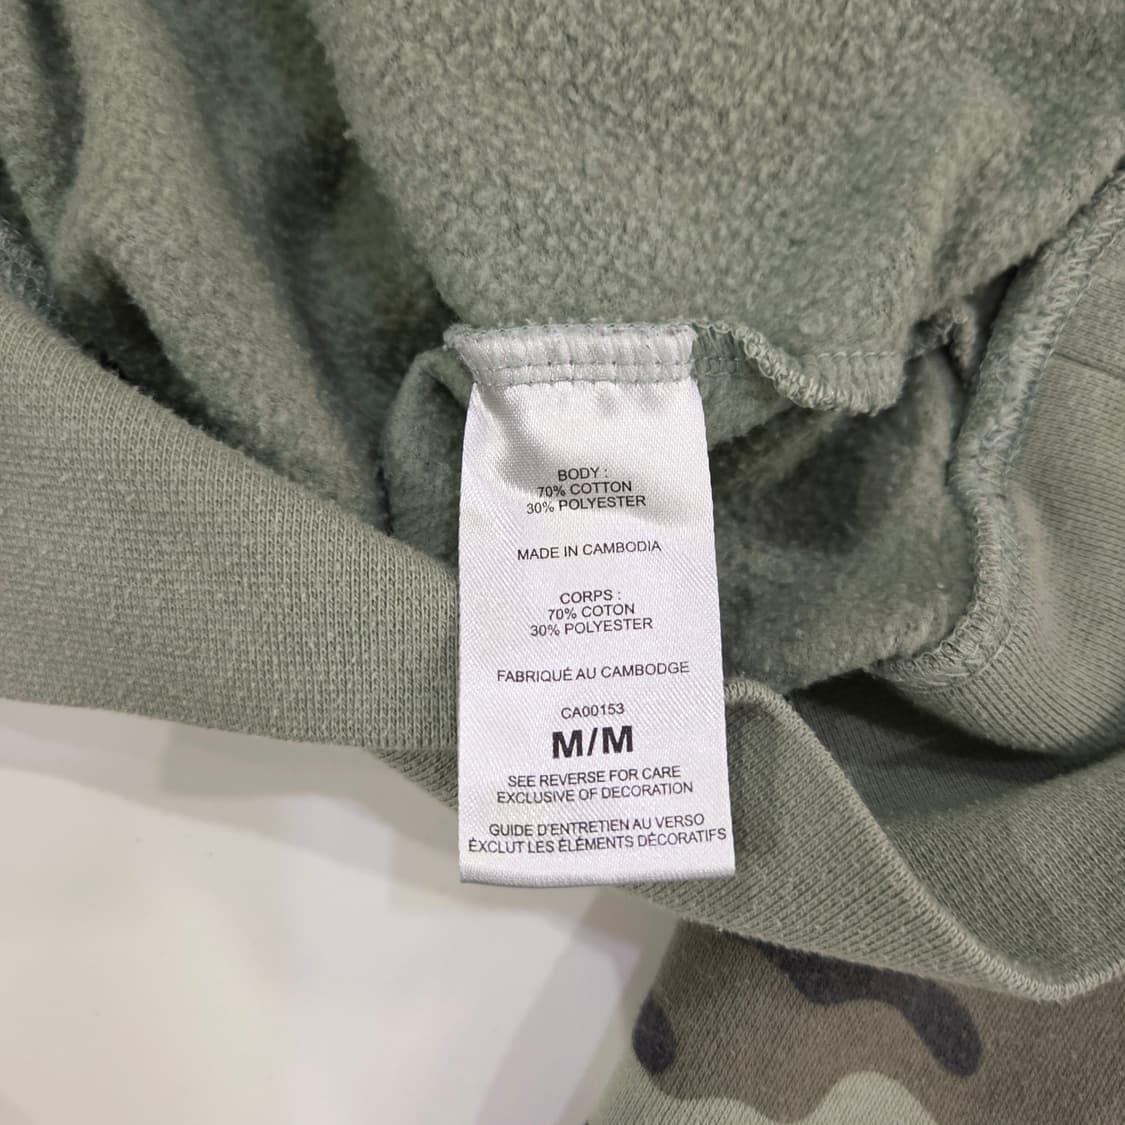 BODY :
70% COTTON
30% POLYESTER
MADE IN CAMBODIA
CORPS :
70% COTON
30% POLYESTER
FABRIQUÉ AU CAMBODGE
CA00153
M/M
SEE REVERSE FOR CARE
EXCLUSIVE OF DECORATION
GUIDE D'ENTRETIEN AU VERSO
EXCLUT LES ÉLÉMENTS DÉCORATIFS